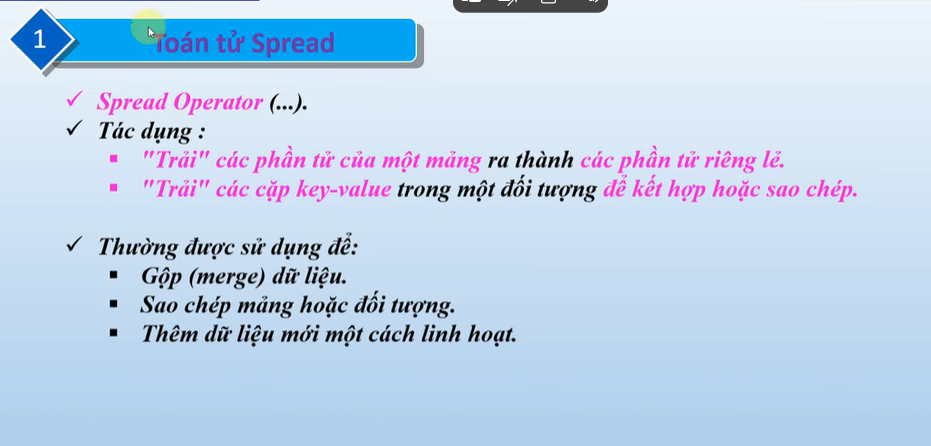 1
Toán tử Spread
✓ Spread Operator (...).
✓ Tác dụng :
▪ "Trải" các phần tử của một mảng ra thành các phần tử riêng lẻ.
▪ "Trải" các cặp key-value trong một đối tượng để kết hợp hoặc sao chép.
✓ Thường được sử dụng để:
▪ Gộp (merge) dữ liệu.
▪ Sao chép mảng hoặc đối tượng.
▪ Thêm dữ liệu mới một cách linh hoạt.